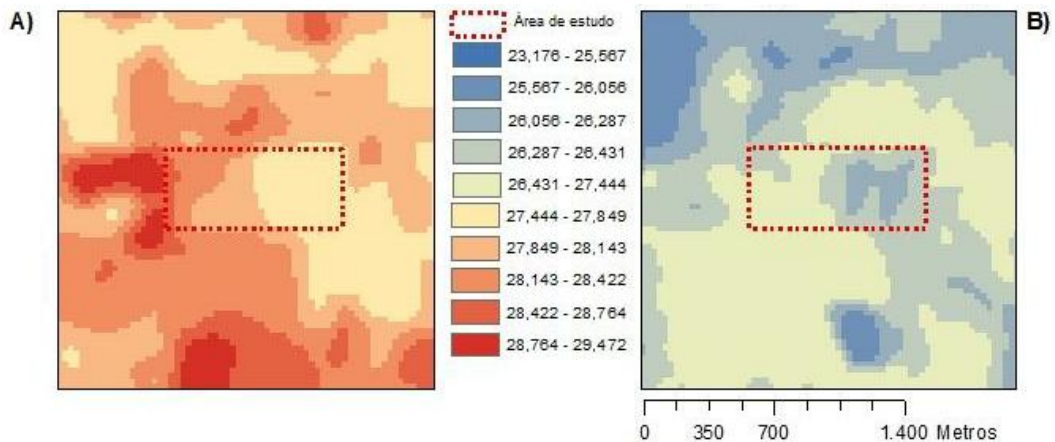 A)
Área de estudo
23,176 - 25,567
25,567 - 26,056
26,056 - 26,287
26,287 - 26,431
26,431 - 27,444
27,444 - 27,849
27,849 - 28,143
28,143 - 28,422
28,422 - 28,764
28,764 - 29,472
B)
0 350 700 1.400 Metros